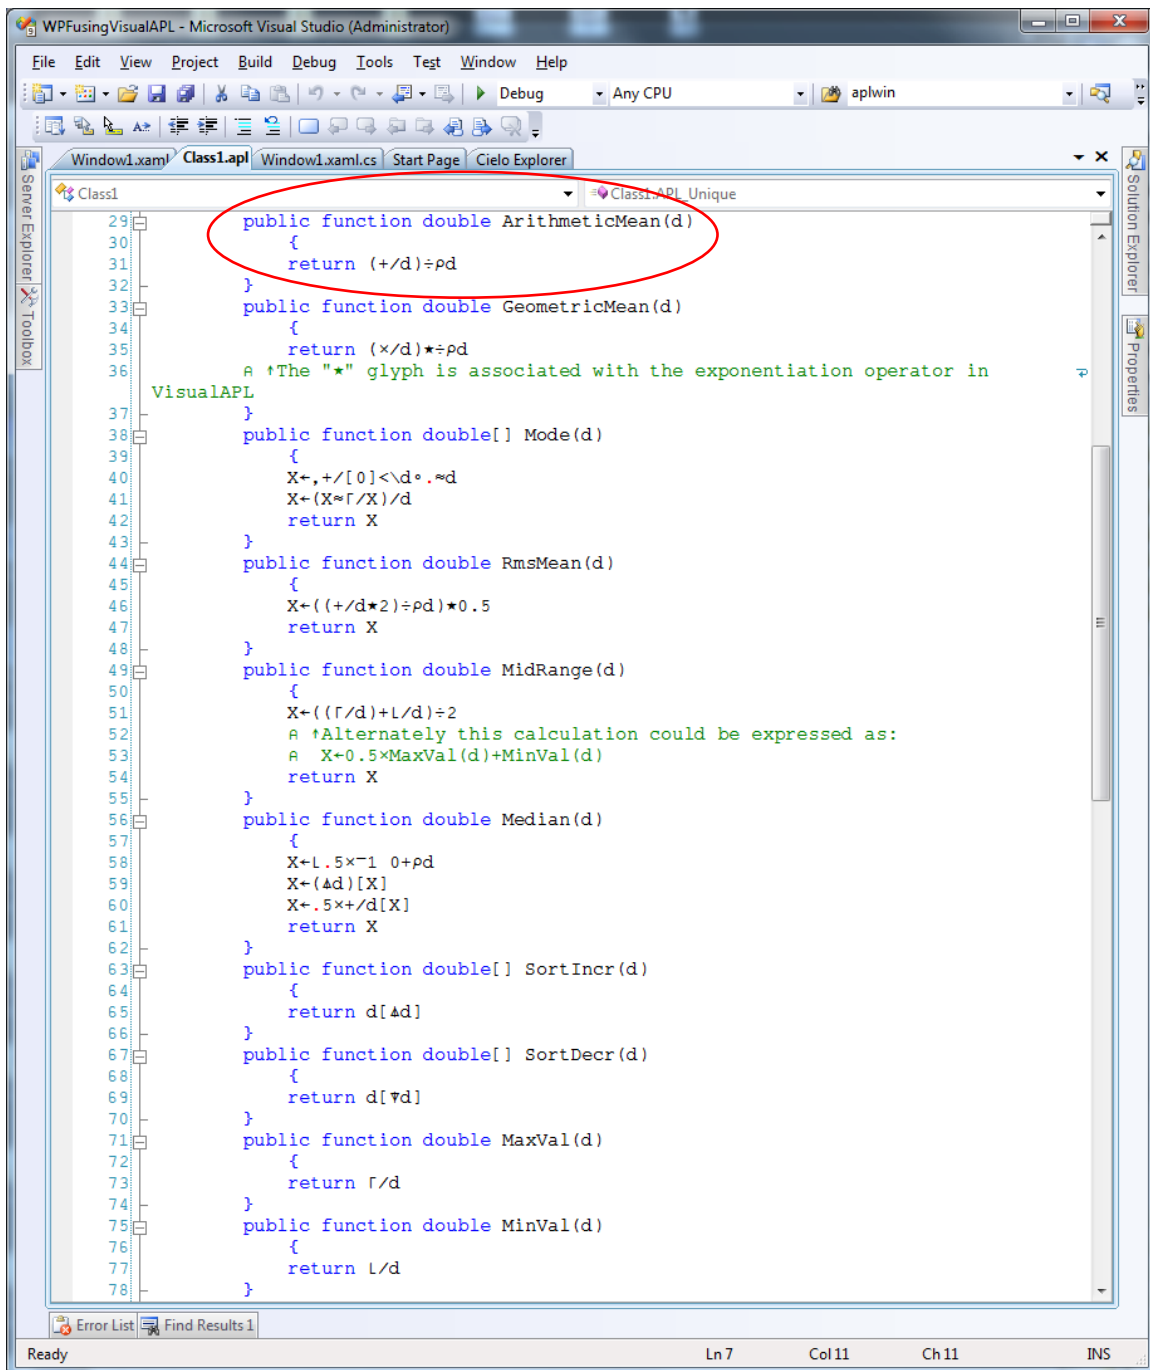 WPFusingVisualAPL - Microsoft Visual Studio (Administrator)
File Edit View Project Build Debug Tools Test Window Help
Debug Any CPU aplwin
Window1.xaml Class1.apl Window1.xaml.cs Start Page Cielo Explorer
Server Explorer
Toolbox
Solution Explorer
Properties
Class1 Class1.APL_Unique
29 public function double ArithmeticMean(d)
30 {
31 return (+/d)÷⍴d
32 }
33 public function double GeometricMean(d)
34 {
35 return (×/d)⋆÷⍴d
36 ⍝ ↑The "⋆" glyph is associated with the exponentiation operator in
VisualAPL
37 }
38 public function double[] Mode(d)
39 {
40 X←,+/[0]<\d∘.≈d
41 X←(X≈⌈/X)/d
42 return X
43 }
44 public function double RmsMean(d)
45 {
46 X←((+/d⋆2)÷⍴d)⋆0.5
47 return X
48 }
49 public function double MidRange(d)
50 {
51 X←((⌈/d)+⌊/d)÷2
52 ⍝ ↑Alternately this calculation could be expressed as:
53 ⍝  X←0.5×MaxVal(d)+MinVal(d)
54 return X
55 }
56 public function double Median(d)
57 {
58 X←⌊.5×¯1 0+⍴d
59 X←(⍋d)[X]
60 X←.5×+/d[X]
61 return X
62 }
63 public function double[] SortIncr(d)
64 {
65 return d[⍋d]
66 }
67 public function double[] SortDecr(d)
68 {
69 return d[⍒d]
70 }
71 public function double MaxVal(d)
72 {
73 return ⌈/d
74 }
75 public function double MinVal(d)
76 {
77 return ⌊/d
78 }
Error List Find Results 1
Ready Ln 7 Col 11 Ch 11 INS